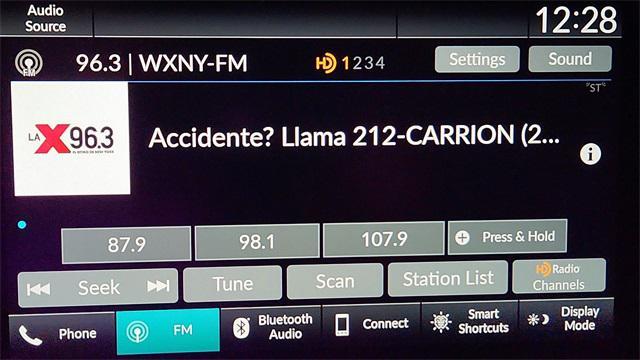 Audio
Source
12:28
FM
96.3 | WXNY-FM
HD 1234
Settings
Sound
"ST"
LA X96.3
Accidente? Llama 212-CARRION (2...
i
87.9
98.1
107.9
+ Press & Hold
Seek
Tune
Scan
Station List
HD Radio
Channels
Phone
FM
Bluetooth
Audio
Connect
Smart
Shortcuts
Display
Mode